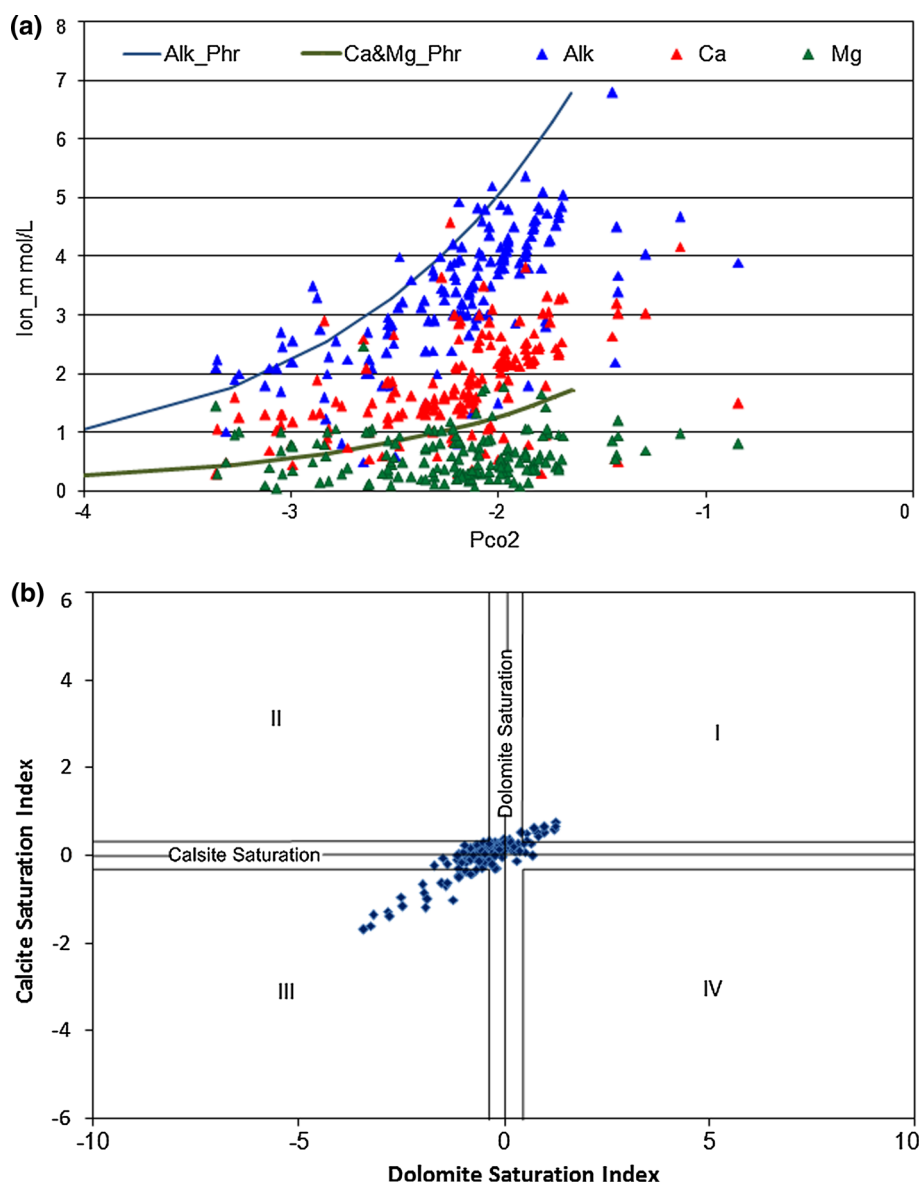 (a)
8
7
6
5
4
3
2
1
0
Alk_Phr Ca&Mg_Phr Alk Ca Mg
Ion_m mol/L
-4 -3 -2 -1 0
Pco2
(b)
6
4
2
0
-2
-4
-6
Calcite Saturation Index
II
I
Dolomite Saturation
Calsite Saturation
III
IV
-10 -5 0 5 10
Dolomite Saturation Index